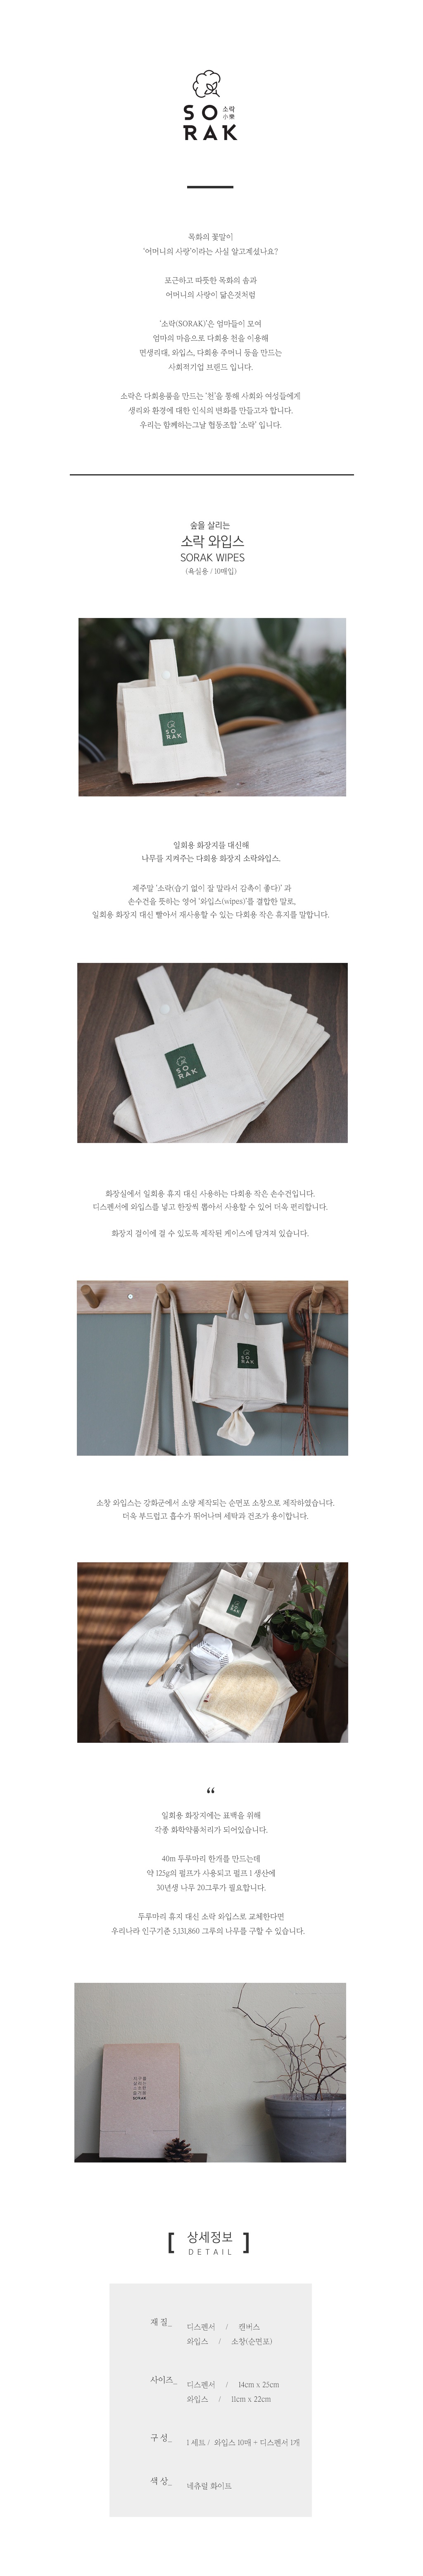 SO 소락
小樂
RAK
목화의 꽃말이
'어머니의 사랑'이라는 사실 알고계셨나요?
포근하고 따뜻한 목화의 솜과
어머니의 사랑이 닮은것처럼
'소락(SORAK)'은 엄마들이 모여
엄마의 마음으로 다회용 천을 이용해
면생리대, 와입스, 다회용 주머니 등을 만드는
사회적기업 브랜드 입니다.
소락은 다회용품을 만드는 '천'을 통해 사회와 여성들에게
생리와 환경에 대한 인식의 변화를 만들고자 합니다.
우리는 함께하는그날 협동조합 '소락' 입니다.
숲을 살리는
소락 와입스
SORAK WIPES
(욕실용 / 10매입)
SO
RAK
일회용 화장지를 대신해
나무를 지켜주는 다회용 화장지 소락와입스.
제주말 '소락(습기 없이 잘 말라서 감촉이 좋다)' 과
손수건을 뜻하는 영어 '와입스(wipes)'를 결합한 말로,
일회용 화장지 대신 빨아서 재사용할 수 있는 다회용 작은 휴지를 말합니다.
SO
RAK
화장실에서 일회용 휴지 대신 사용하는 다회용 작은 손수건입니다.
디스펜서에 와입스를 넣고 한장씩 뽑아서 사용할 수 있어 더욱 편리합니다.
화장지 걸이에 걸 수 있도록 제작된 케이스에 담겨져 있습니다.
SO
RAK
소창 와입스는 강화군에서 소량 제작되는 순면포 소창으로 제작하였습니다.
더욱 부드럽고 흡수가 뛰어나며 세탁과 건조가 용이합니다.
SO
RAK
“
일회용 화장지에는 표백을 위해
각종 화학약품처리가 되어있습니다.
40m 두루마리 한개를 만드는데
약 125g의 펄프가 사용되고 펄프 1 생산에
30년생 나무 20그루가 필요합니다.
두루마리 휴지 대신 소락 와입스로 교체한다면
우리나라 인구기준 5,131,860 그루의 나무를 구할 수 있습니다.
SORAK
[ 상세정보 ]
DETAIL
재 질_ 디스펜서 / 캔버스
와입스 / 소창(순면포)
사이즈_ 디스펜서 / 14cm x 25cm
와입스 / 11cm x 22cm
구 성_ 1 세트 / 와입스 10매 + 디스펜서 1개
색 상_ 네츄럴 화이트